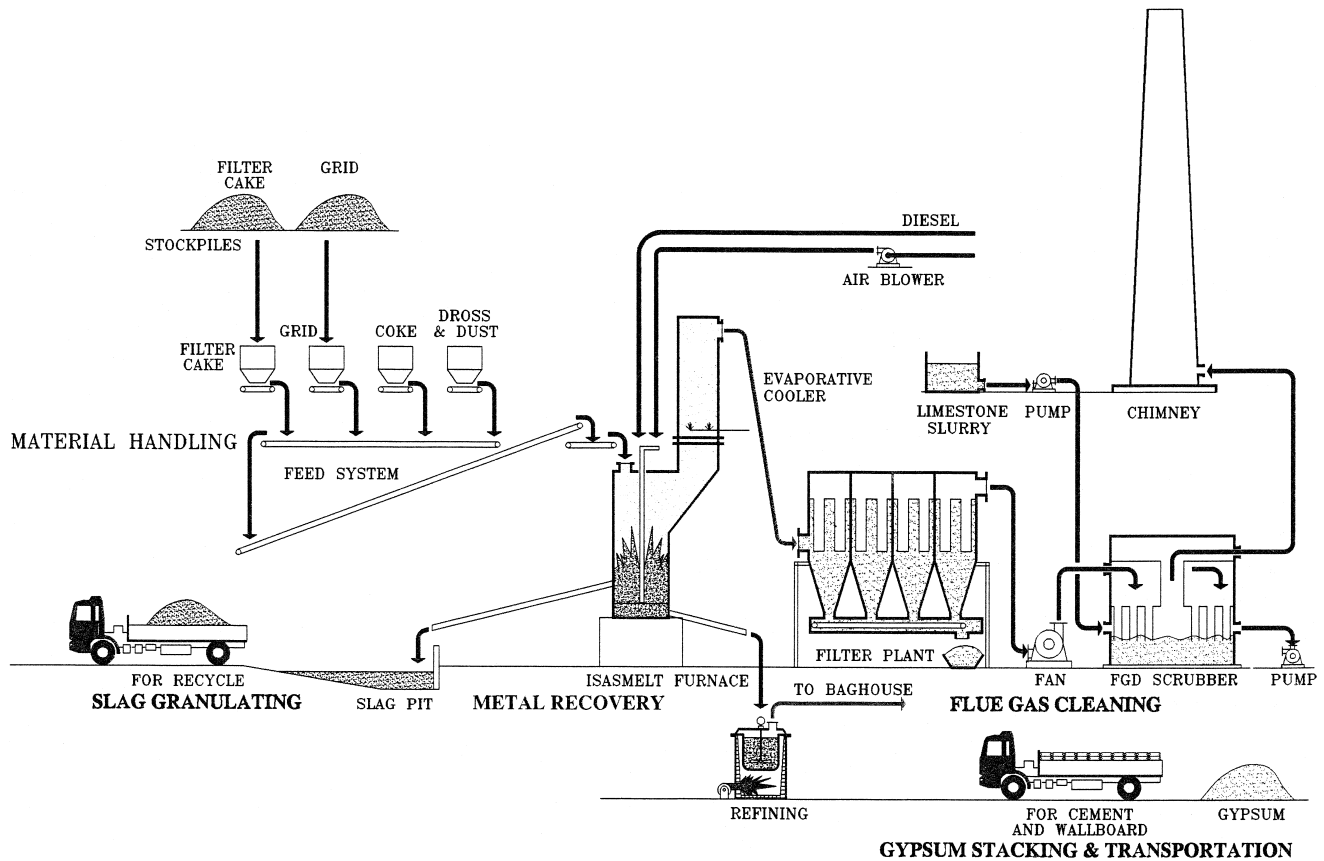 FILTER
CAKE
GRID
STOCKPILES
DIESEL
AIR BLOWER
FILTER
CAKE
GRID
COKE
DROSS
& DUST
EVAPORATIVE
COOLER
LIMESTONE
SLURRY
PUMP
CHIMNEY
MATERIAL HANDLING
FEED SYSTEM
FOR RECYCLE
SLAG GRANULATING
SLAG PIT
ISASMELT FURNACE
METAL RECOVERY
FILTER PLANT
FAN
FGD SCRUBBER
PUMP
TO BAGHOUSE
FLUE GAS CLEANING
REFINING
FOR CEMENT
AND WALLBOARD
GYPSUM
GYPSUM STACKING & TRANSPORTATION